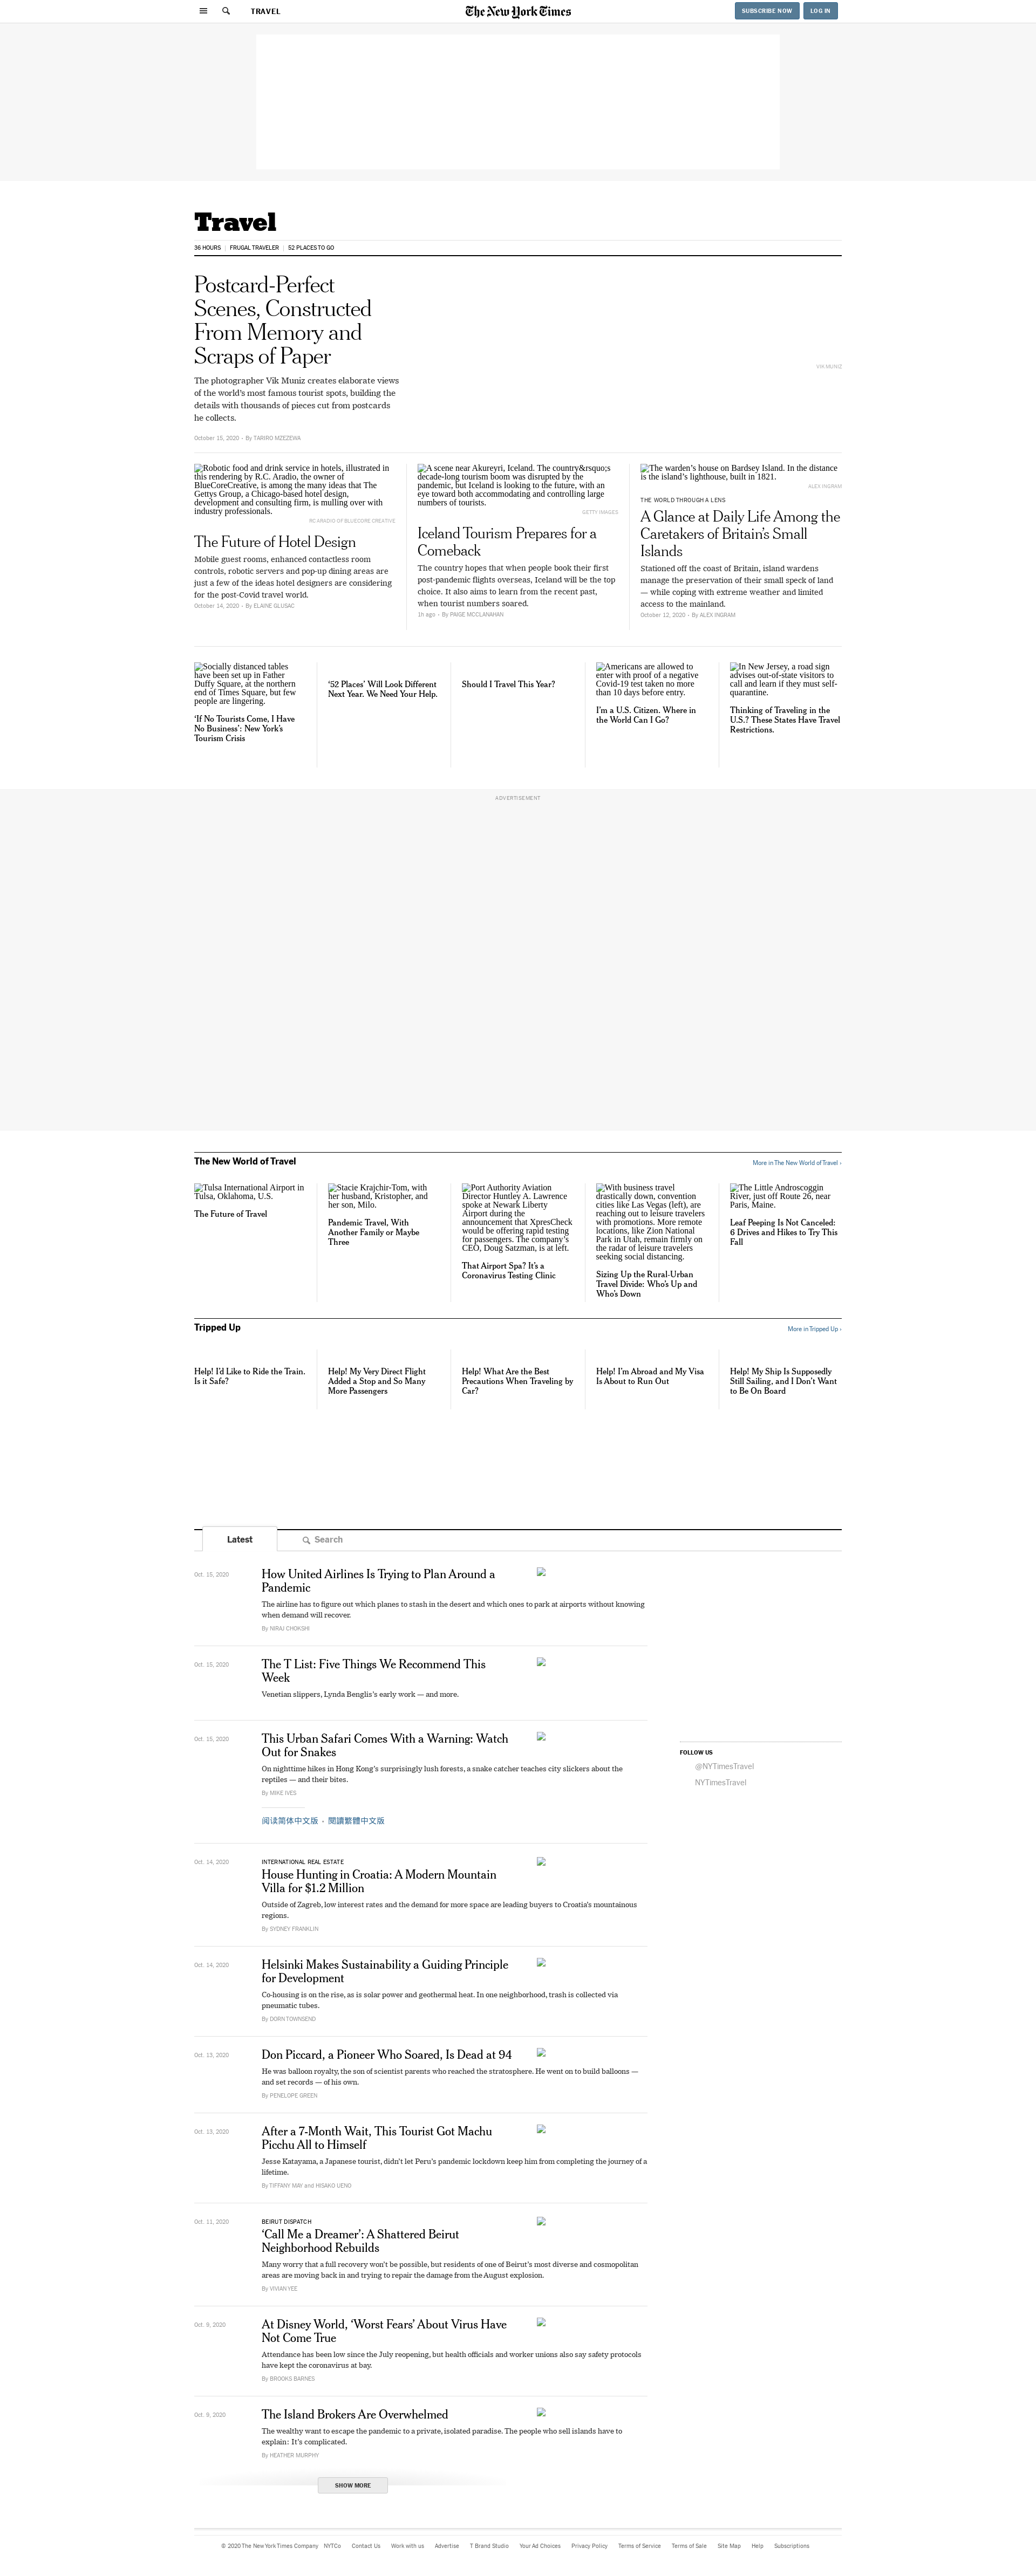 TRAVEL
The New York Times
SUBSCRIBE NOW
LOG IN
Travel
36 HOURS
FRUGAL TRAVELER
52 PLACES TO GO
Postcard-Perfect
Scenes, Constructed
From Memory and
Scraps of Paper
The photographer Vik Muniz creates elaborate views
of the world’s most famous tourist spots, building the
details with thousands of pieces cut from postcards
he collects.
October 15, 2020 - By TARIRO MZEZEWA
VIK MUNIZ
Robotic food and drink service in hotels, illustrated in
this rendering by R.C. Aradio, the owner of
BlueCoreCreative, is among the many ideas that The
Gettys Group, a Chicago-based hotel design,
development and consulting firm, is mulling over with
industry professionals.
RC ARADIO OF BLUECORE CREATIVE
The Future of Hotel Design
Mobile guest rooms, enhanced contactless room
controls, robotic servers and pop-up dining areas are
just a few of the ideas hotel designers are considering
for the post-Covid travel world.
October 14, 2020 - By ELAINE GLUSAC
A scene near Akureyri, Iceland. The country&rsquo;s
decade-long tourism boom was disrupted by the
pandemic, but Iceland is looking to the future, with an
eye toward both accommodating and controlling large
numbers of tourists.
GETTY IMAGES
Iceland Tourism Prepares for a
Comeback
The country hopes that when people book their first
post-pandemic flights overseas, Iceland will be the top
choice. It also aims to learn from the recent past,
when tourist numbers soared.
1h ago - By PAIGE MCCLANAHAN
The warden’s house on Bardsey Island. In the distance
is the island’s lighthouse, built in 1821.
ALEX INGRAM
THE WORLD THROUGH A LENS
A Glance at Daily Life Among the
Caretakers of Britain’s Small
Islands
Stationed off the coast of Britain, island wardens
manage the preservation of their small speck of land
— while coping with extreme weather and limited
access to the mainland.
October 12, 2020 - By ALEX INGRAM
Socially distanced tables
have been set up in Father
Duffy Square, at the northern
end of Times Square, but few
people are lingering.
‘If No Tourists Come, I Have
No Business’: New York’s
Tourism Crisis
‘52 Places’ Will Look Different
Next Year. We Need Your Help.
Should I Travel This Year?
Americans are allowed to
enter with proof of a negative
Covid-19 test taken no more
than 10 days before entry.
I’m a U.S. Citizen. Where in
the World Can I Go?
In New Jersey, a road sign
advises out-of-state visitors to
call and learn if they must self-
quarantine.
Thinking of Traveling in the
U.S.? These States Have Travel
Restrictions.
ADVERTISEMENT
The New World of Travel
More in The New World of Travel ›
Tulsa International Airport in
Tulsa, Oklahoma, U.S.
The Future of Travel
Stacie Krajchir-Tom, with
her husband, Kristopher, and
her son, Milo.
Pandemic Travel, With
Another Family or Maybe
Three
Port Authority Aviation
Director Huntley A. Lawrence
spoke at Newark Liberty
Airport during the
announcement that XpresCheck
would be offering rapid testing
for passengers. The company’s
CEO, Doug Satzman, is at left.
That Airport Spa? It’s a
Coronavirus Testing Clinic
With business travel
drastically down, convention
cities like Las Vegas (left), are
reaching out to leisure travelers
with promotions. More remote
locations, like Zion National
Park in Utah, remain firmly on
the radar of leisure travelers
seeking social distancing.
Sizing Up the Rural-Urban
Travel Divide: Who’s Up and
Who’s Down
The Little Androscoggin
River, just off Route 26, near
Paris, Maine.
Leaf Peeping Is Not Canceled:
6 Drives and Hikes to Try This
Fall
Tripped Up
More in Tripped Up ›
Help! I’d Like to Ride the Train.
Is it Safe?
Help! My Very Direct Flight
Added a Stop and So Many
More Passengers
Help! What Are the Best
Precautions When Traveling by
Car?
Help! I’m Abroad and My Visa
Is About to Run Out
Help! My Ship Is Supposedly
Still Sailing, and I Don’t Want
to Be On Board
Latest
Search
Oct. 15, 2020
How United Airlines Is Trying to Plan Around a
Pandemic
The airline has to figure out which planes to stash in the desert and which ones to park at airports without knowing
when demand will recover.
By NIRAJ CHOKSHI
Oct. 15, 2020
The T List: Five Things We Recommend This
Week
Venetian slippers, Lynda Benglis’s early work — and more.
Oct. 15, 2020
This Urban Safari Comes With a Warning: Watch
Out for Snakes
On nighttime hikes in Hong Kong’s surprisingly lush forests, a snake catcher teaches city slickers about the
reptiles — and their bites.
By MIKE IVES
阅读简体中文版 · 閱讀繁體中文版
FOLLOW US
@NYTimesTravel
NYTimesTravel
Oct. 14, 2020
INTERNATIONAL REAL ESTATE
House Hunting in Croatia: A Modern Mountain
Villa for $1.2 Million
Outside of Zagreb, low interest rates and the demand for more space are leading buyers to Croatia’s mountainous
regions.
By SYDNEY FRANKLIN
Oct. 14, 2020
Helsinki Makes Sustainability a Guiding Principle
for Development
Co-housing is on the rise, as is solar power and geothermal heat. In one neighborhood, trash is collected via
pneumatic tubes.
By DORN TOWNSEND
Oct. 13, 2020
Don Piccard, a Pioneer Who Soared, Is Dead at 94
He was balloon royalty, the son of scientist parents who reached the stratosphere. He went on to build balloons —
and set records — of his own.
By PENELOPE GREEN
Oct. 13, 2020
After a 7-Month Wait, This Tourist Got Machu
Picchu All to Himself
Jesse Katayama, a Japanese tourist, didn’t let Peru’s pandemic lockdown keep him from completing the journey of a
lifetime.
By TIFFANY MAY and HISAKO UENO
Oct. 11, 2020
BEIRUT DISPATCH
‘Call Me a Dreamer’: A Shattered Beirut
Neighborhood Rebuilds
Many worry that a full recovery won’t be possible, but residents of one of Beirut’s most diverse and cosmopolitan
areas are moving back in and trying to repair the damage from the August explosion.
By VIVIAN YEE
Oct. 9, 2020
At Disney World, ‘Worst Fears’ About Virus Have
Not Come True
Attendance has been low since the July reopening, but health officials and worker unions also say safety protocols
have kept the coronavirus at bay.
By BROOKS BARNES
Oct. 9, 2020
The Island Brokers Are Overwhelmed
The wealthy want to escape the pandemic to a private, isolated paradise. The people who sell islands have to
explain: It’s complicated.
By HEATHER MURPHY
SHOW MORE
© 2020 The New York Times Company
NYTCo
Contact Us
Work with us
Advertise
T Brand Studio
Your Ad Choices
Privacy Policy
Terms of Service
Terms of Sale
Site Map
Help
Subscriptions